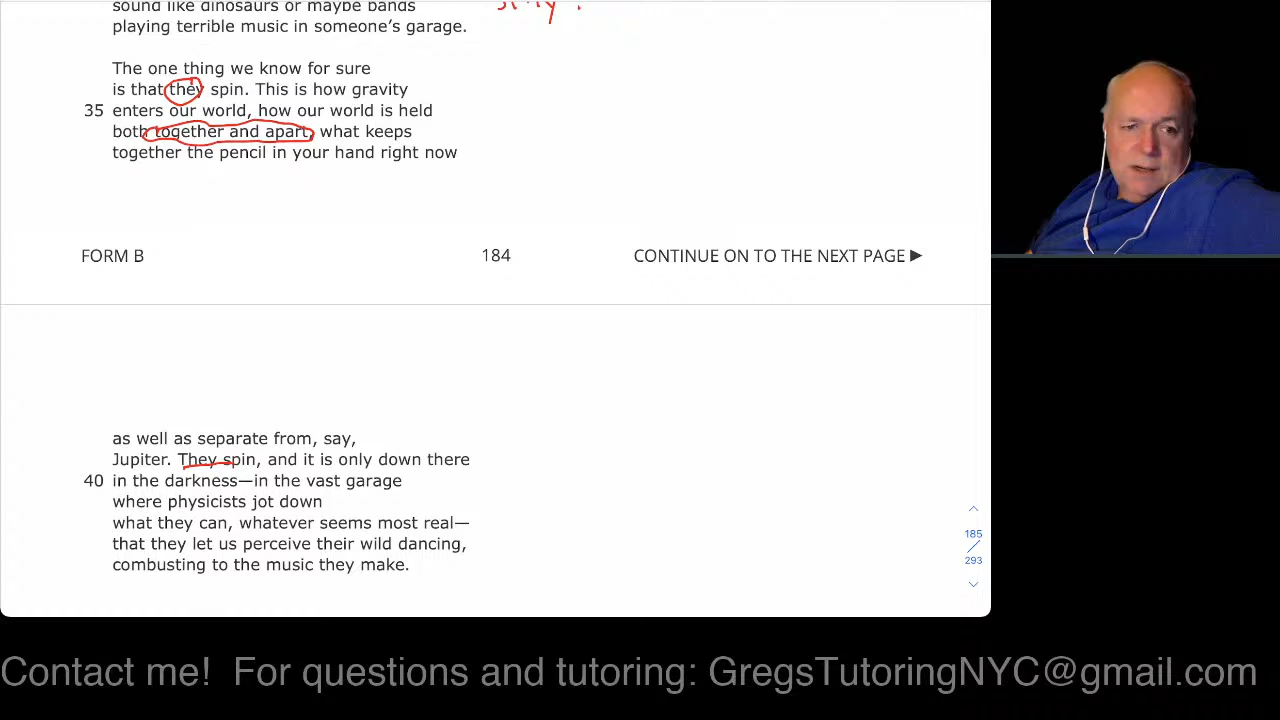 sound like dinosaurs or maybe bands
playing terrible music in someone's garage.
The one thing we know for sure
is that they spin. This is how gravity
35 enters our world, how our world is held
both together and apart, what keeps
together the pencil in your hand right now
FORM B 184 CONTINUE ON TO THE NEXT PAGE ▶
as well as separate from, say,
Jupiter. They spin, and it is only down there
40 in the darkness—in the vast garage
where physicists jot down
what they can, whatever seems most real—
that they let us perceive their wild dancing,
combusting to the music they make.
185
293
Contact me! For questions and tutoring: GregsTutoringNYC@gmail.com